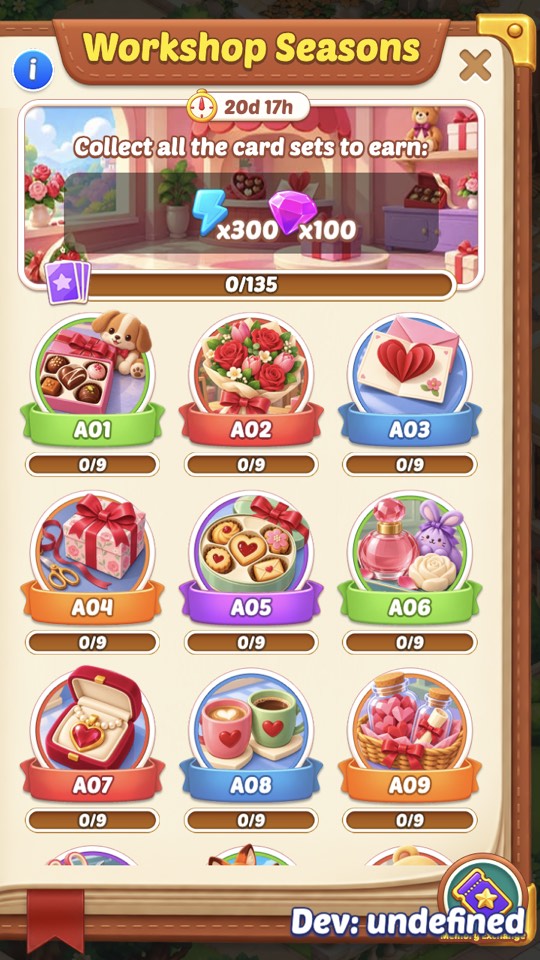 Workshop Seasons
i
20d 17h
Collect all the card sets to earn:
x300 x100
0/135
A01 A02 A03
0/9 0/9 0/9
A04 A05 A06
0/9 0/9 0/9
A07 A08 A09
0/9 0/9 0/9
Dev: undefined
Memory Exchange